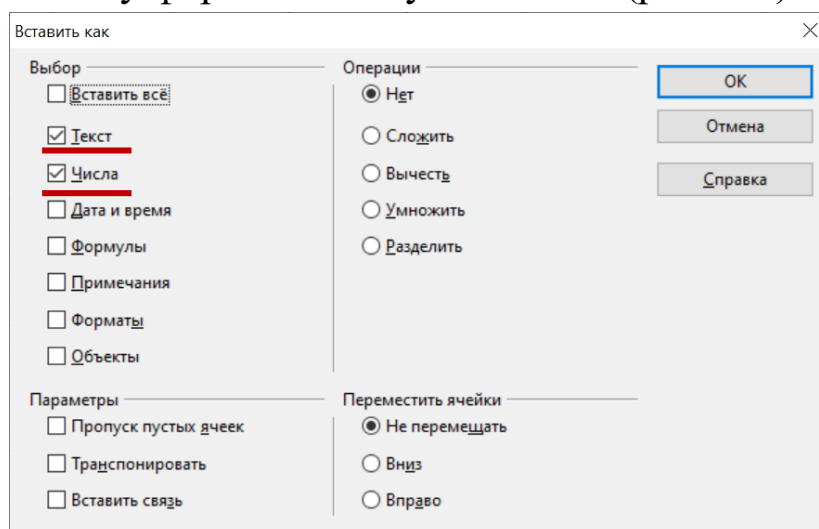 Вставить как
Выбор
Вставить всё
Текст
Числа
Дата и время
Формулы
Примечания
Форматы
Объекты
Операции
Нет
Сложить
Вычесть
Умножить
Разделить
ОК
Отмена
Справка
Параметры
Пропуск пустых ячеек
Транспонировать
Вставить связь
Переместить ячейки
Не перемещать
Вниз
Вправо